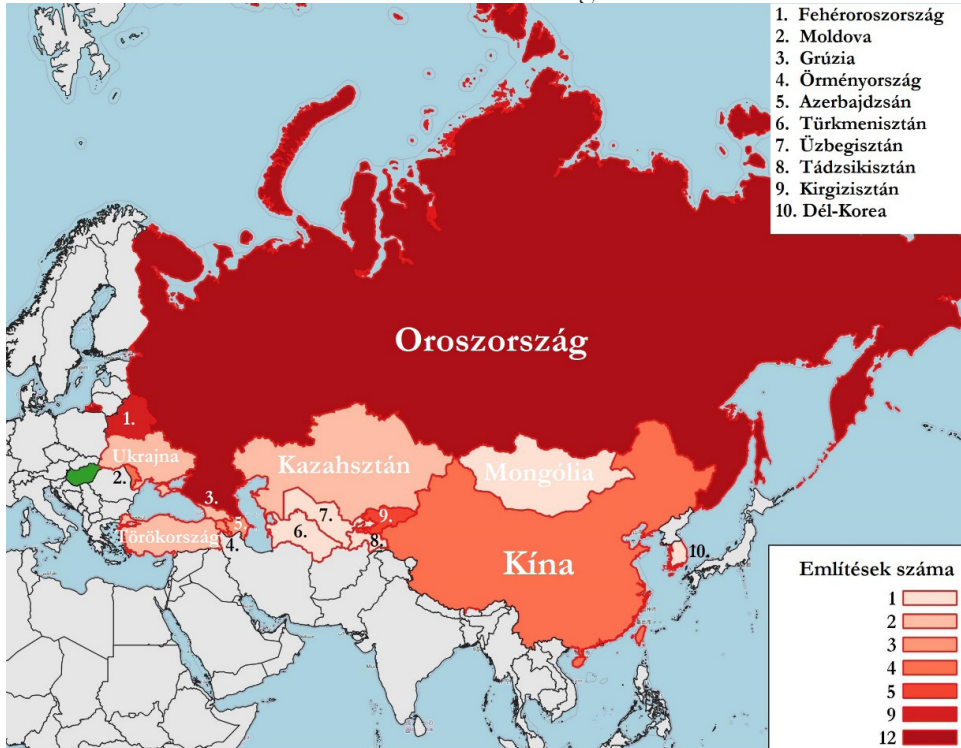 1. Fehéroroszország
2. Moldova
3. Grúzia
4. Örményország
5. Azerbajdzsán
6. Türkmenisztán
7. Üzbegisztán
8. Tádzsikisztán
9. Kirgizisztán
10. Dél-Korea
Oroszország
1.
Ukrajna
Kazahsztán
Mongólia
2.
3.
7.
9.
Törökország
5.
6.
4.
8.
10.
Kína
Említések száma
1
2
3
4
5
9
12